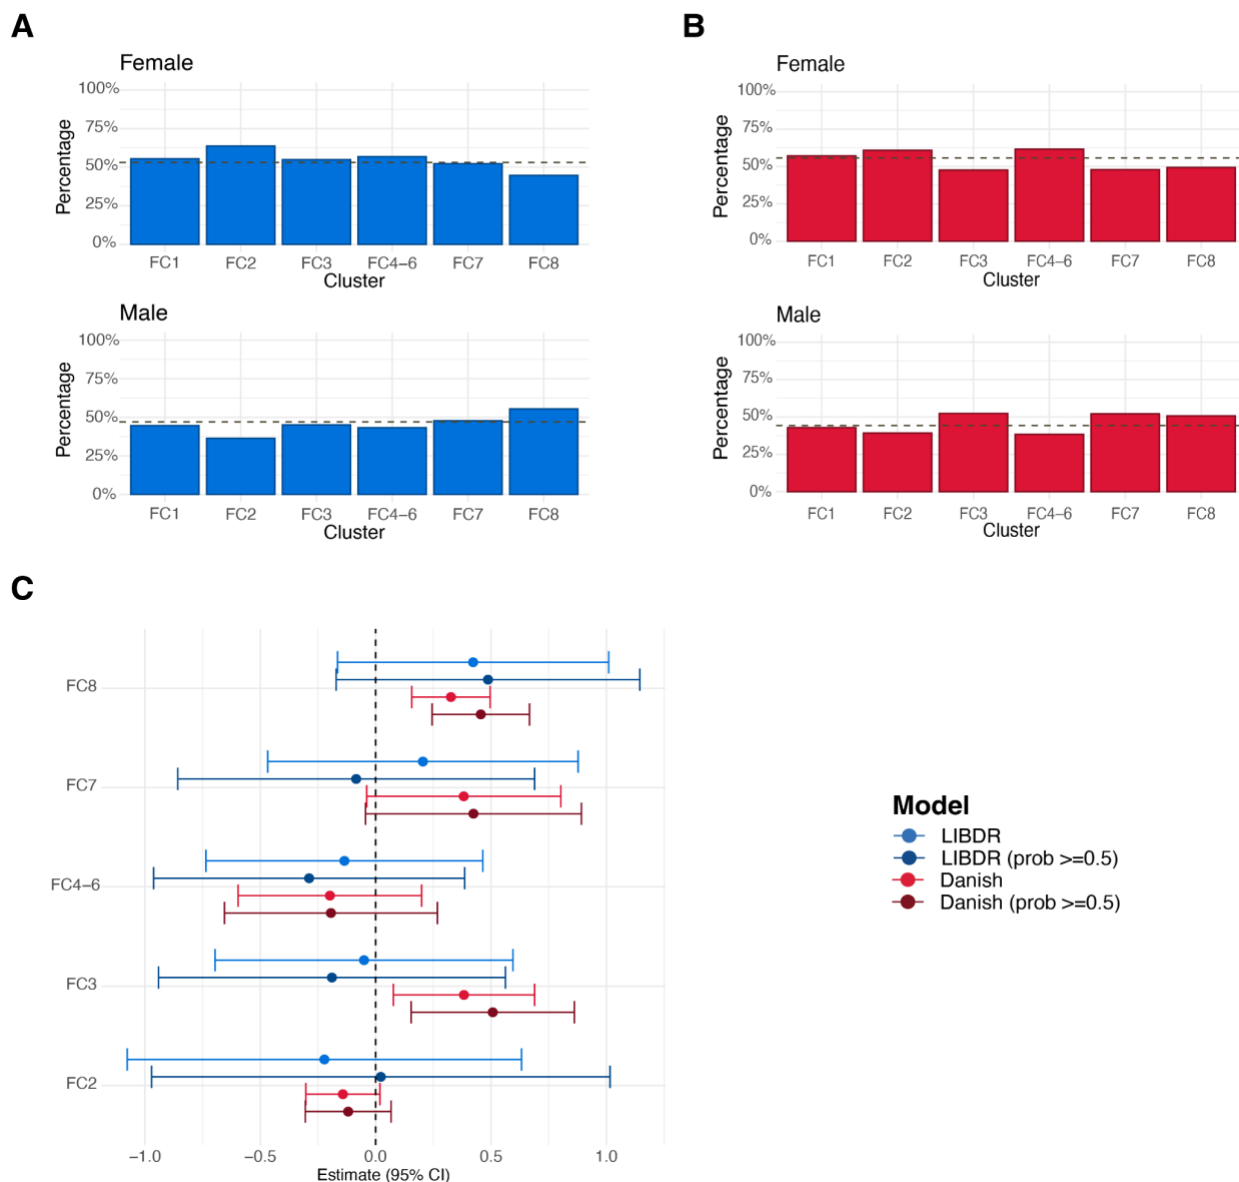 A
Female
100%
75%
50%
25%
0%
Percentage
FC1 FC2 FC3 FC4–6 FC7 FC8
Cluster
Male
100%
75%
50%
25%
0%
Percentage
FC1 FC2 FC3 FC4–6 FC7 FC8
Cluster
B
Female
100%
75%
50%
25%
0%
Percentage
FC1 FC2 FC3 FC4–6 FC7 FC8
Cluster
Male
100%
75%
50%
25%
0%
Percentage
FC1 FC2 FC3 FC4–6 FC7 FC8
Cluster
C
FC8
FC7
FC4–6
FC3
FC2
−1.0 −0.5 0.0 0.5 1.0
Estimate (95% CI)
Model
LIBDR
LIBDR (prob >=0.5)
Danish
Danish (prob >=0.5)